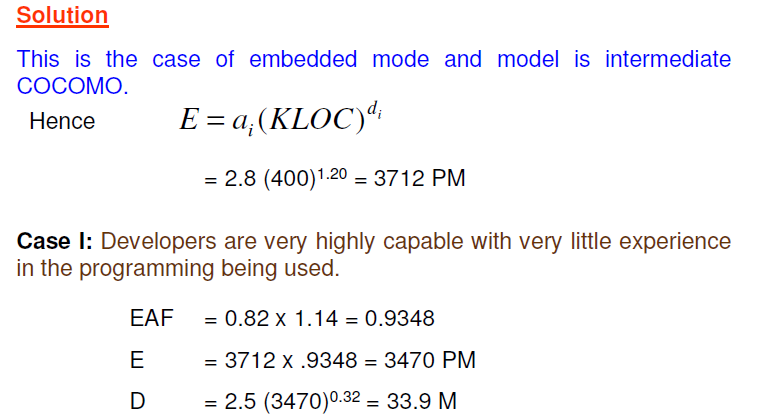 Solution
This is the case of embedded mode and model is intermediate
COCOMO.
Hence E = aᵢ(KLOC)^dᵢ
= 2.8 (400)¹·²⁰ = 3712 PM
Case I: Developers are very highly capable with very little experience
in the programming being used.
EAF = 0.82 x 1.14 = 0.9348
E = 3712 x .9348 = 3470 PM
D = 2.5 (3470)⁰·³² = 33.9 M